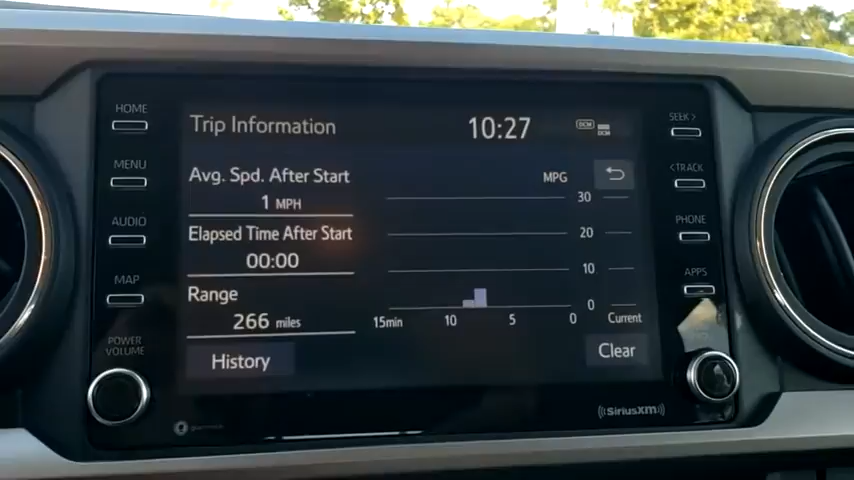 HOME
MENU
AUDIO
MAP
POWER
VOLUME
Trip Information
10:27
DCM
DCM
Avg. Spd. After Start
1 MPH
Elapsed Time After Start
00:00
Range
266 miles
History
MPG
30
20
10
0
15min 10 5 0 Current
Clear
SEEK >
< TRACK
PHONE
APPS
SiriusXM